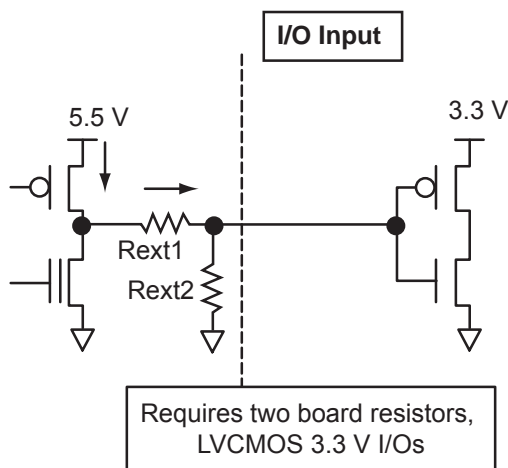 I/O Input
5.5 V
3.3 V
Rext1
Rext2
Requires two board resistors,
LVCMOS 3.3 V I/Os